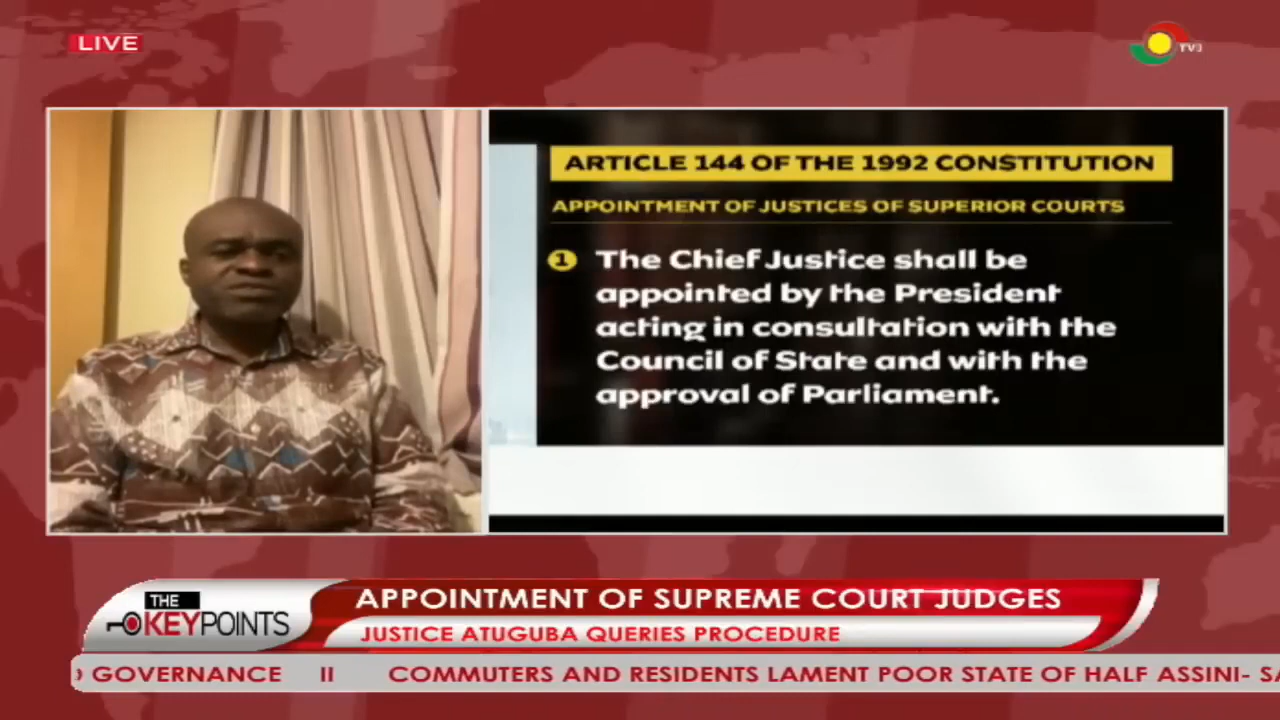 LIVE
TV3
ARTICLE 144 OF THE 1992 CONSTITUTION
APPOINTMENT OF JUSTICES OF SUPERIOR COURTS
1 The Chief Justice shall be
appointed by the President
acting in consultation with the
Council of State and with the
approval of Parliament.
THE
KEYPOINTS
APPOINTMENT OF SUPREME COURT JUDGES
JUSTICE ATUGUBA QUERIES PROCEDURE
GOVERNANCE II COMMUTERS AND RESIDENTS LAMENT POOR STATE OF HALF ASSINI-